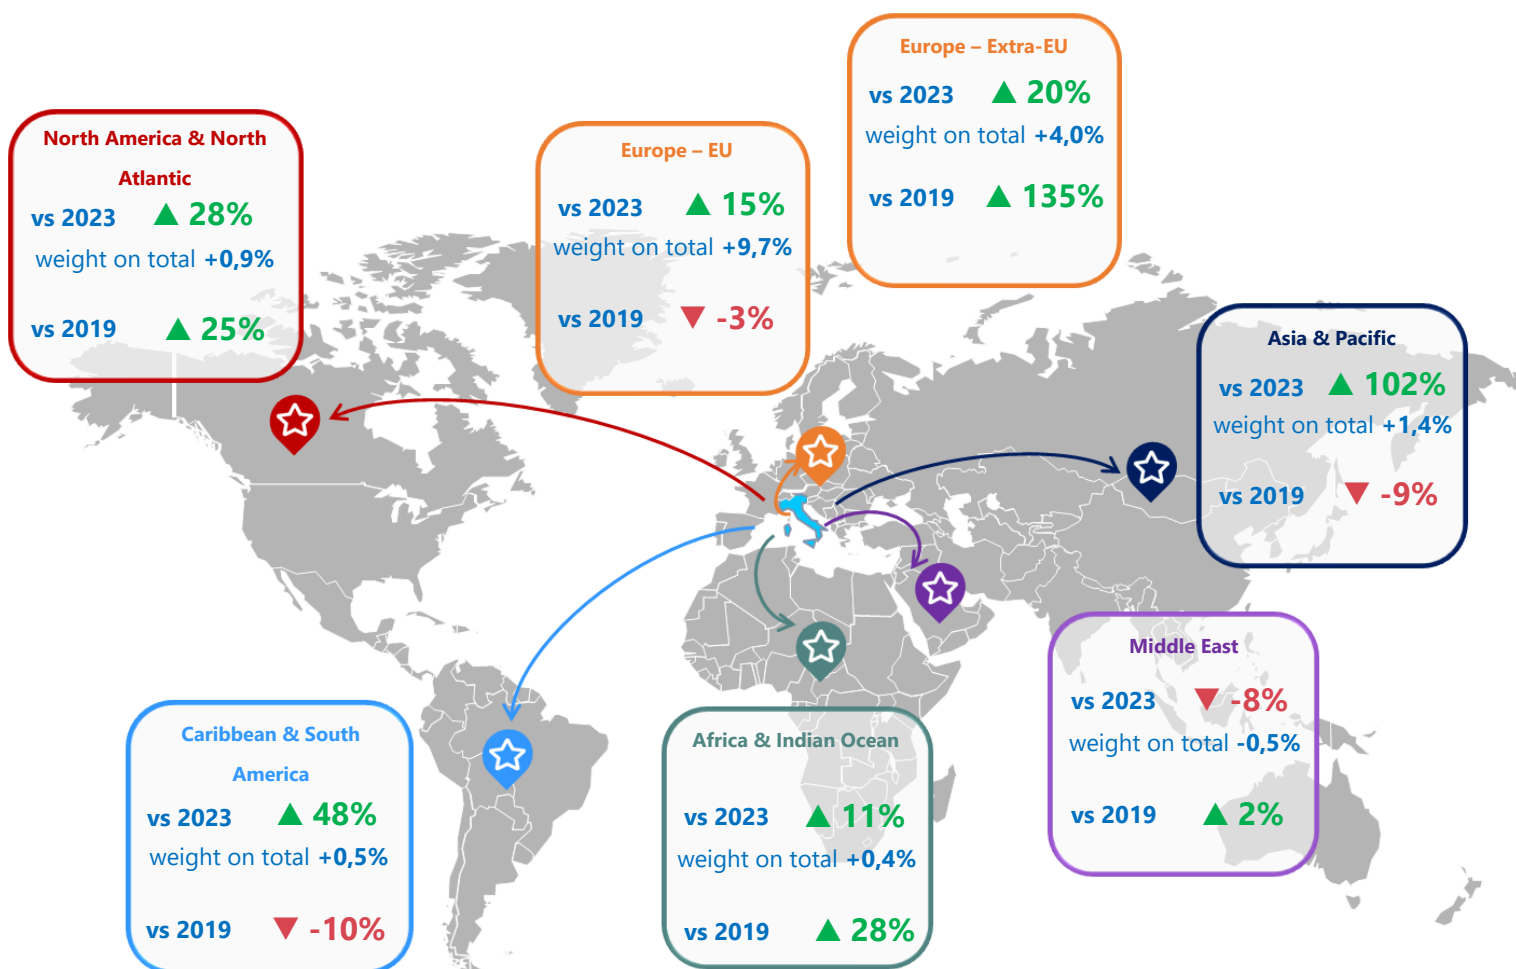 Europe – Extra-EU
vs 2023 ▲ 20%
weight on total +4,0%
vs 2019 ▲ 135%
North America & North
Atlantic
vs 2023 ▲ 28%
weight on total +0,9%
vs 2019 ▲ 25%
Europe – EU
vs 2023 ▲ 15%
weight on total +9,7%
vs 2019 ▼ -3%
Asia & Pacific
vs 2023 ▲ 102%
weight on total +1,4%
vs 2019 ▼ -9%
Middle East
vs 2023 ▼ -8%
weight on total -0,5%
vs 2019 ▲ 2%
Caribbean & South
America
vs 2023 ▲ 48%
weight on total +0,5%
vs 2019 ▼ -10%
Africa & Indian Ocean
vs 2023 ▲ 11%
weight on total +0,4%
vs 2019 ▲ 28%